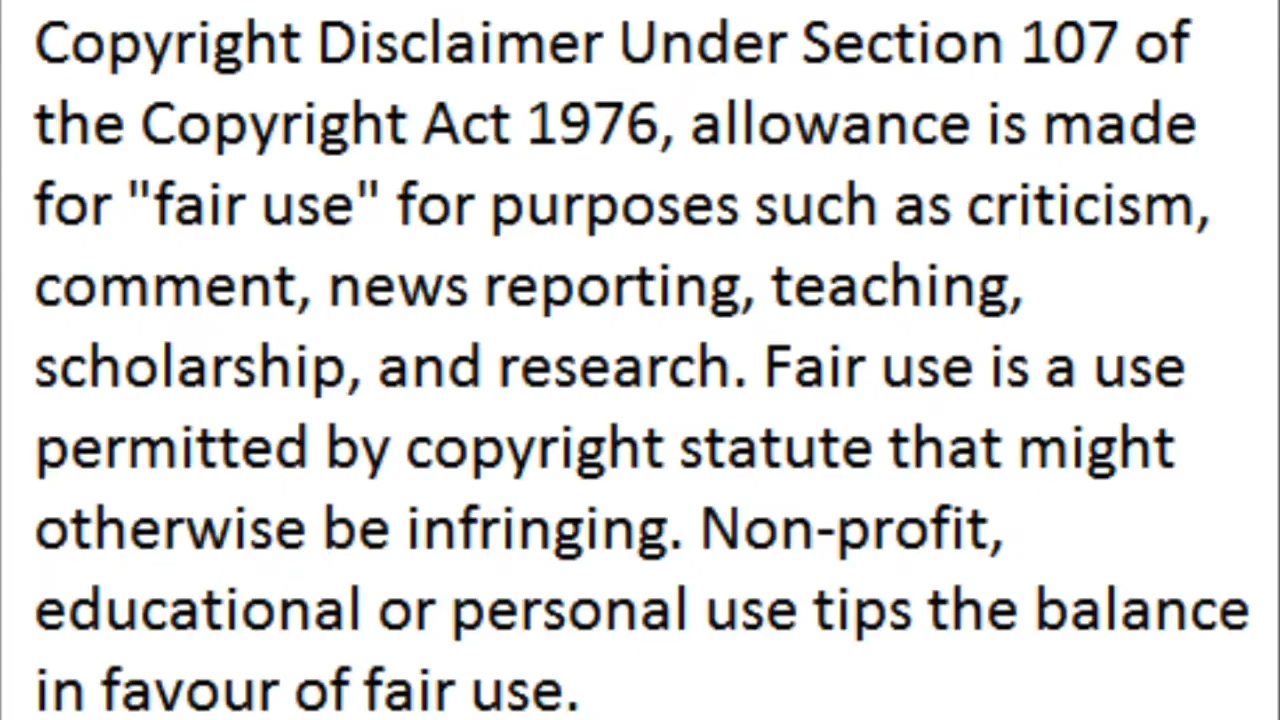 Copyright Disclaimer Under Section 107 of
the Copyright Act 1976, allowance is made
for "fair use" for purposes such as criticism,
comment, news reporting, teaching,
scholarship, and research. Fair use is a use
permitted by copyright statute that might
otherwise be infringing. Non-profit,
educational or personal use tips the balance
in favour of fair use.